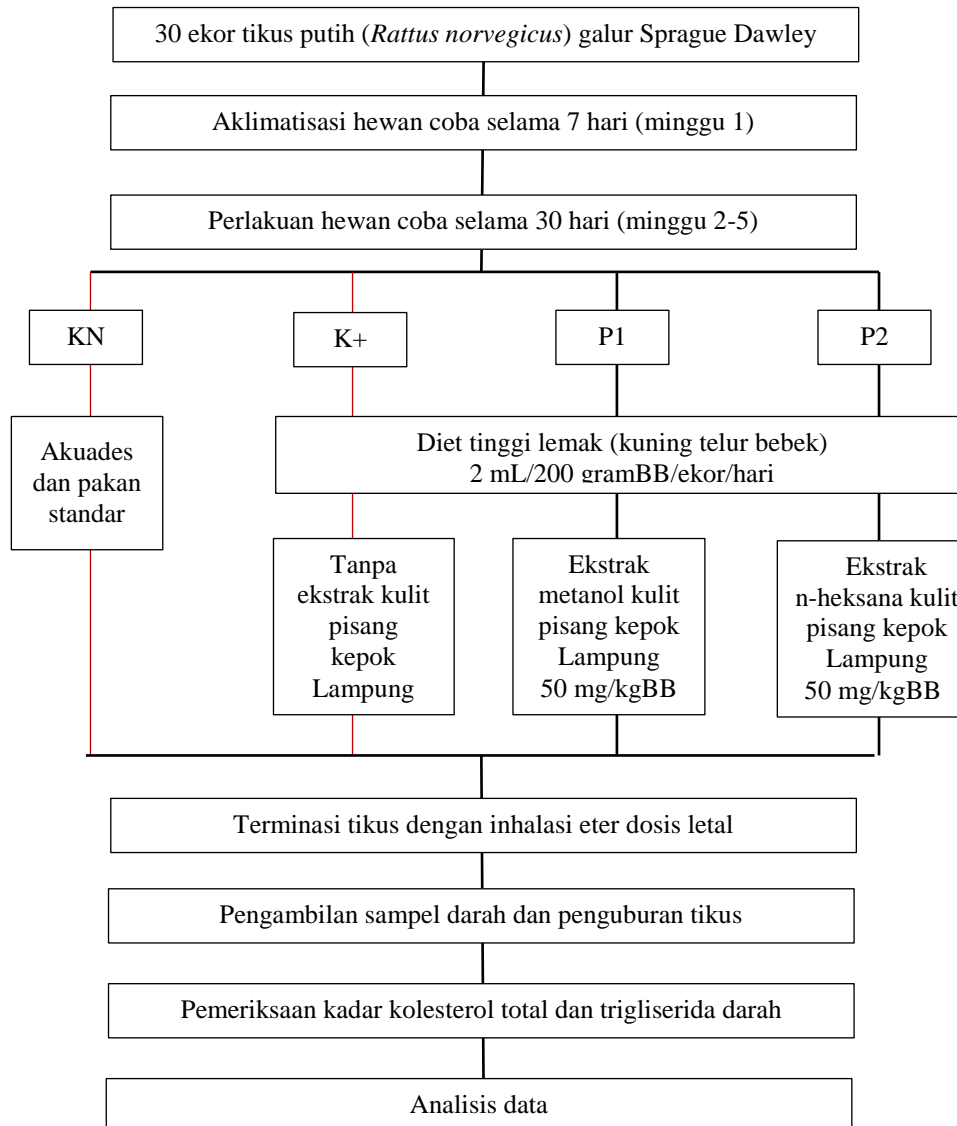 30 ekor tikus putih (Rattus norvegicus) galur Sprague Dawley
Aklimatisasi hewan coba selama 7 hari (minggu 1)
Perlakuan hewan coba selama 30 hari (minggu 2-5)
KN
K+
P1
P2
Akuades
dan pakan
standar
Diet tinggi lemak (kuning telur bebek)
2 mL/200 gramBB/ekor/hari
Tanpa
ekstrak kulit
pisang
kepok
Lampung
Ekstrak
metanol kulit
pisang kepok
Lampung
50 mg/kgBB
Ekstrak
n-heksana kulit
pisang kepok
Lampung
50 mg/kgBB
Terminasi tikus dengan inhalasi eter dosis letal
Pengambilan sampel darah dan penguburan tikus
Pemeriksaan kadar kolesterol total dan trigliserida darah
Analisis data